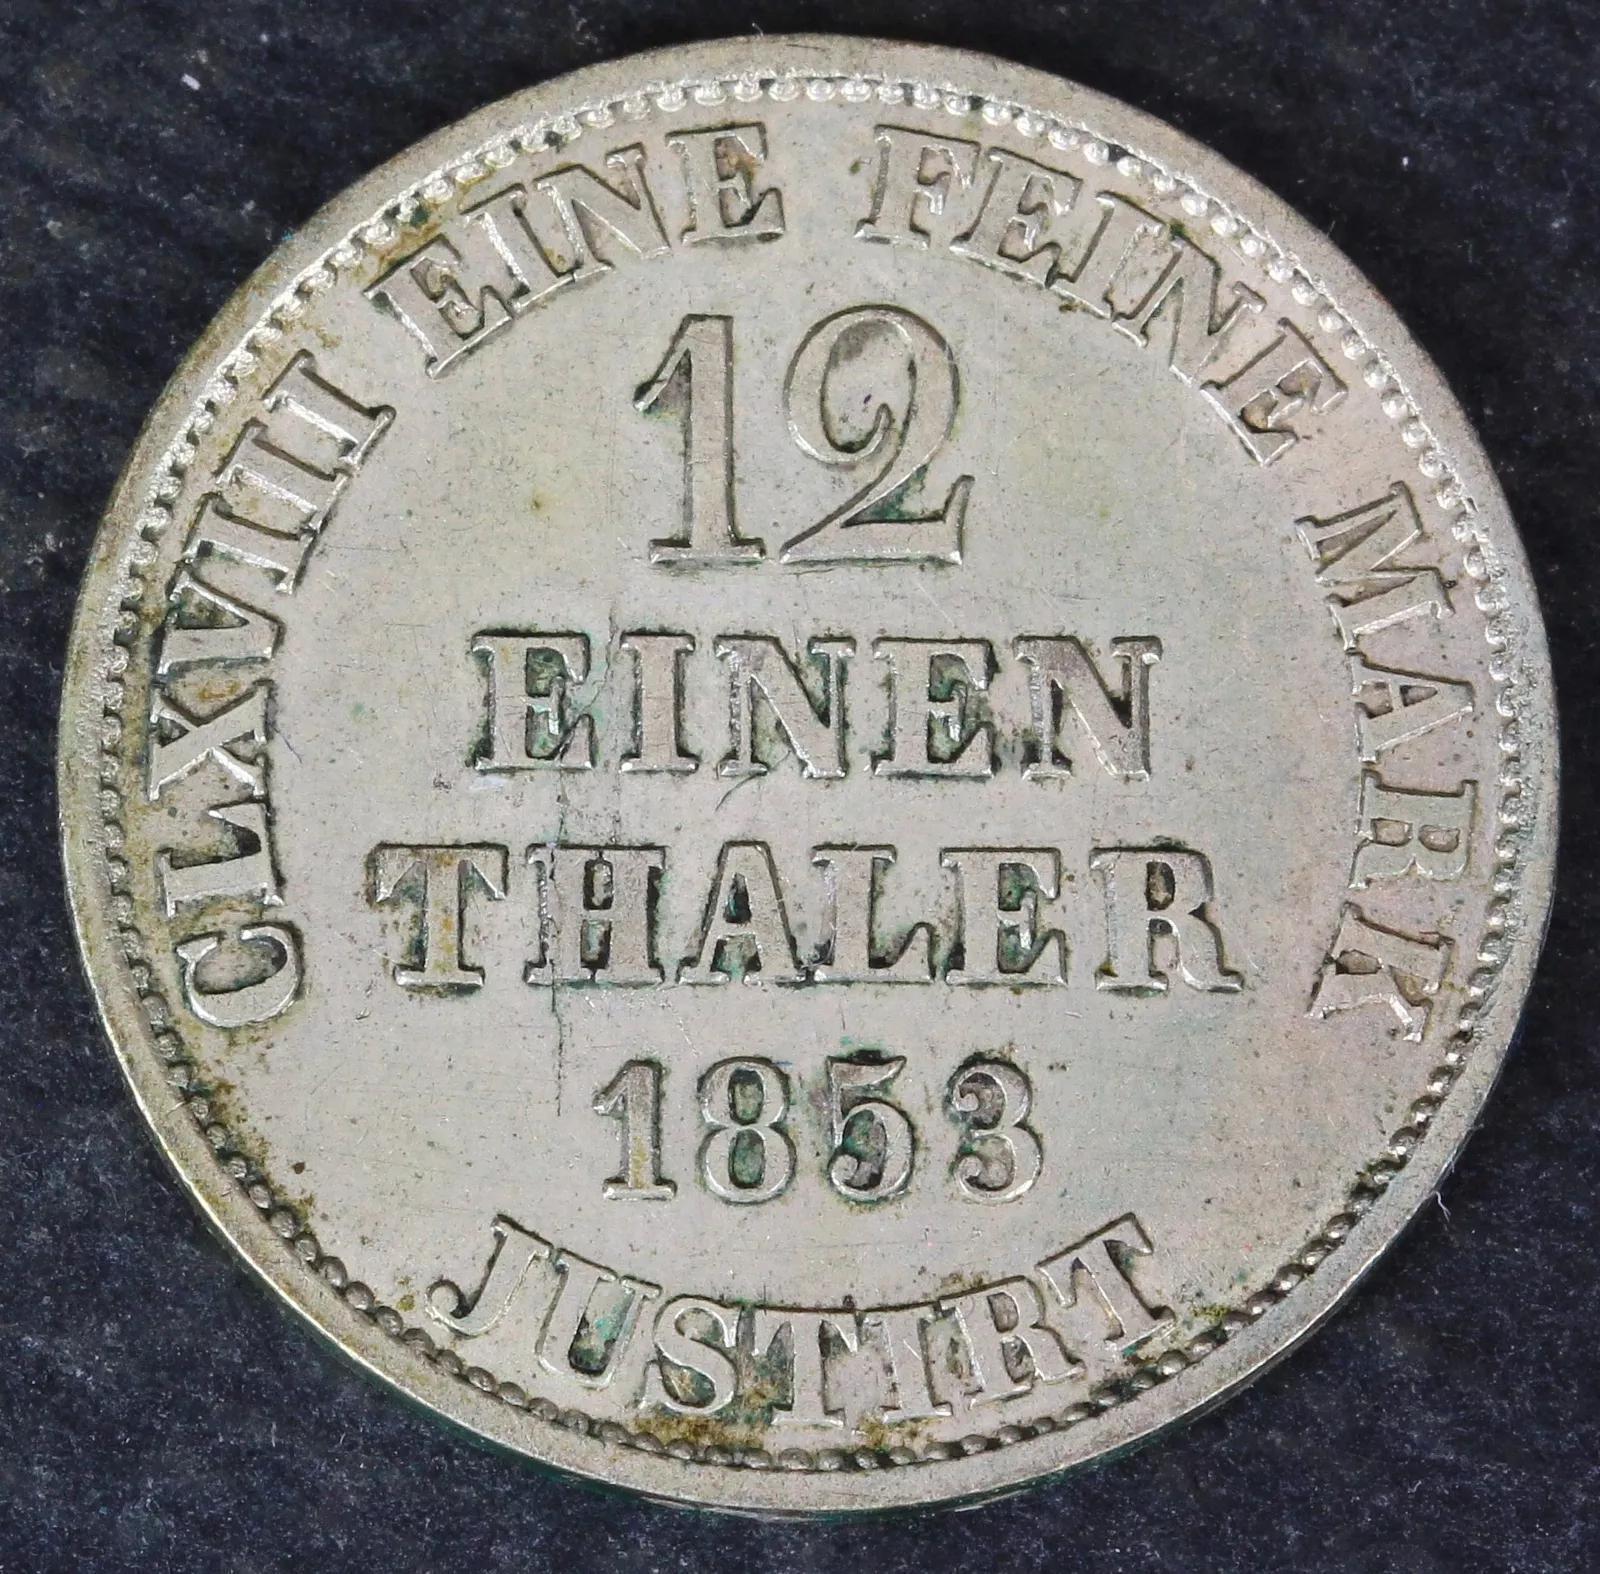 CLXVIII EINE FEINE MARK
12
EINEN
THALER
1853
JUSTIRT